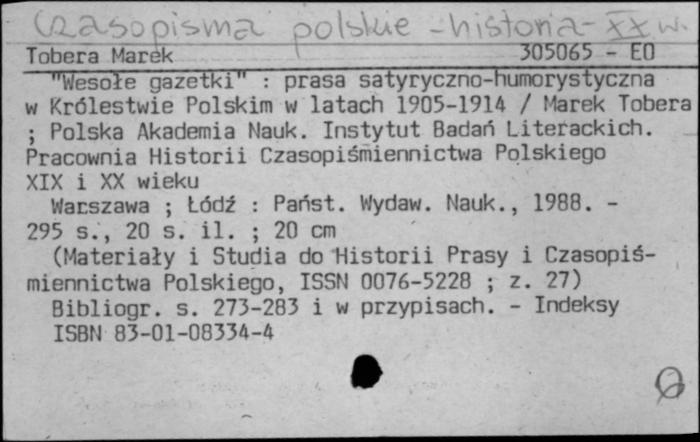 Czasopisma polskie - historia - XX w.
Tobera Marek 305065 - EO
"Wesołe gazetki" : prasa satyryczno-humorystyczna
w Królestwie Polskim w latach 1905-1914 / Marek Tobera
; Polska Akademia Nauk. Instytut Badań Literackich.
Pracownia Historii Czasopiśmiennictwa Polskiego
XIX i XX wieku
Warszawa ; Łódź : Państ. Wydaw. Nauk., 1988. -
295 s., 20 s. il. ; 20 cm
(Materiały i Studia do Historii Prasy i Czasopiś-
miennictwa Polskiego, ISSN 0076-5228 ; z. 27)
Bibliogr. s. 273-283 i w przypisach. - Indeksy
ISBN 83-01-08334-4